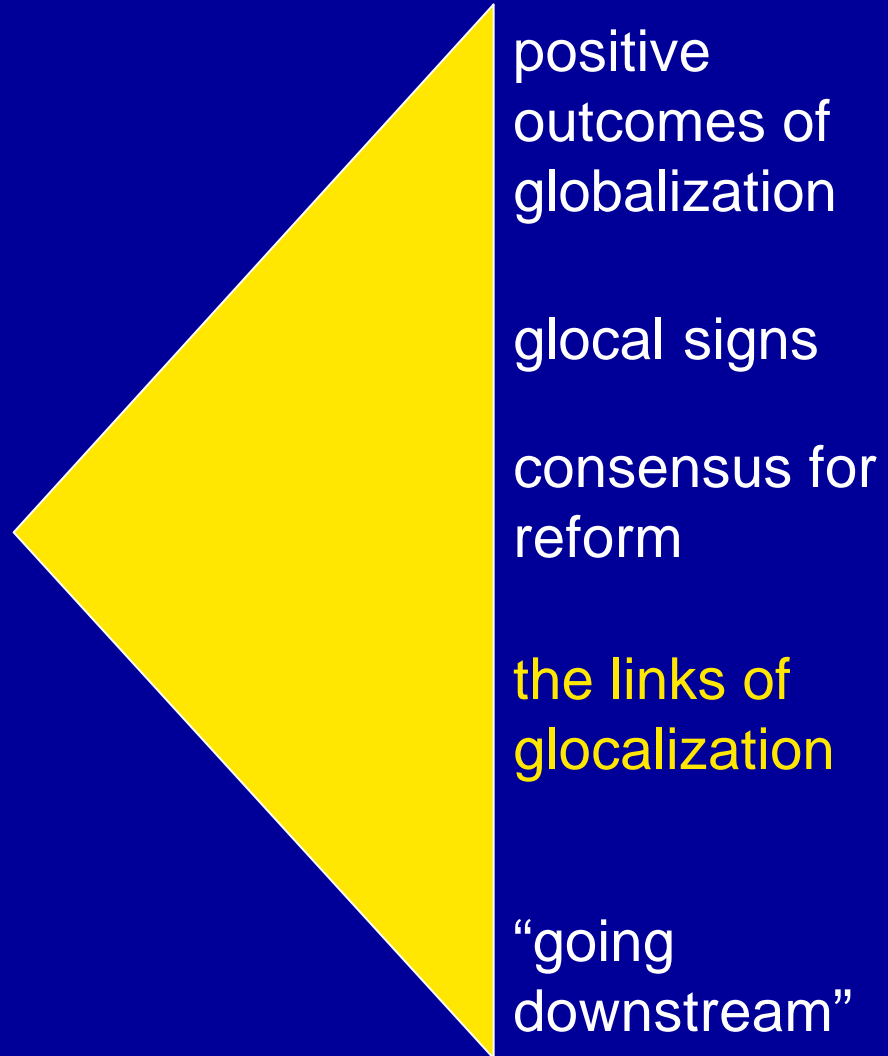 positive
outcomes of
globalization
glocal signs
consensus for
reform
the links of
glocalization
“going
downstream”